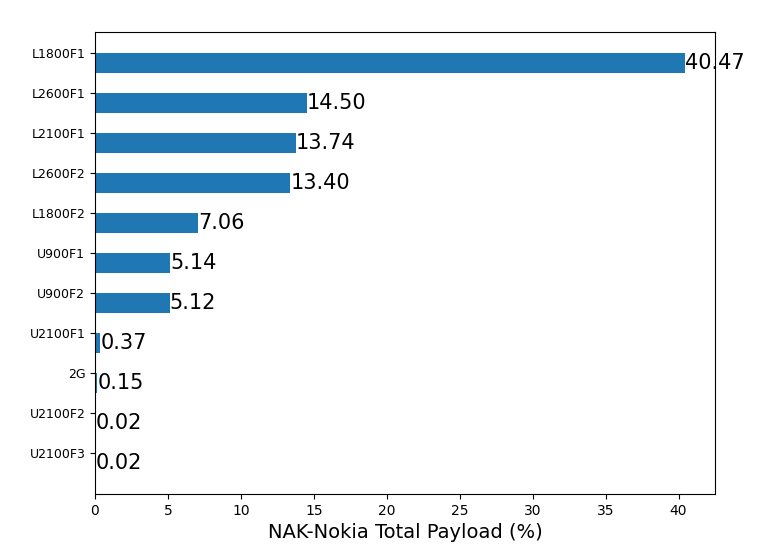 L1800F1 40.47
L2600F1 14.50
L2100F1 13.74
L2600F2 13.40
L1800F2 7.06
U900F1 5.14
U900F2 5.12
U2100F1 0.37
2G 0.15
U2100F2 0.02
U2100F3 0.02
0 5 10 15 20 25 30 35 40
NAK-Nokia Total Payload (%)